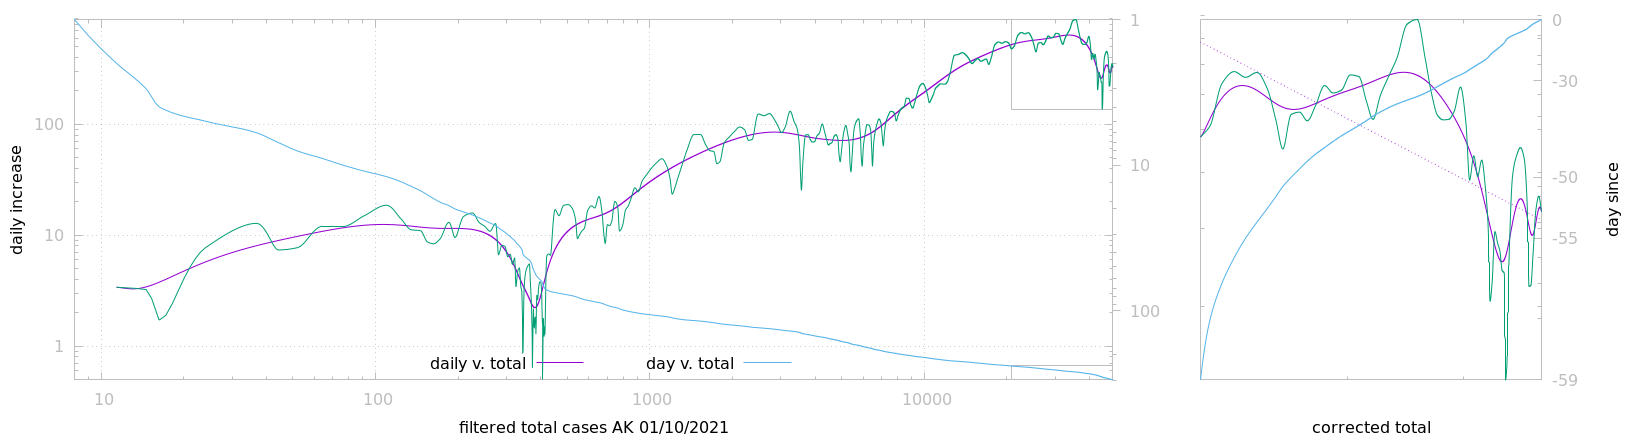 daily increase
100
10
1
10
100
1000
10000
1
10
100
daily v. total
day v. total
filtered total cases AK 01/10/2021
0
-30
-50
-55
-59
day since
corrected total